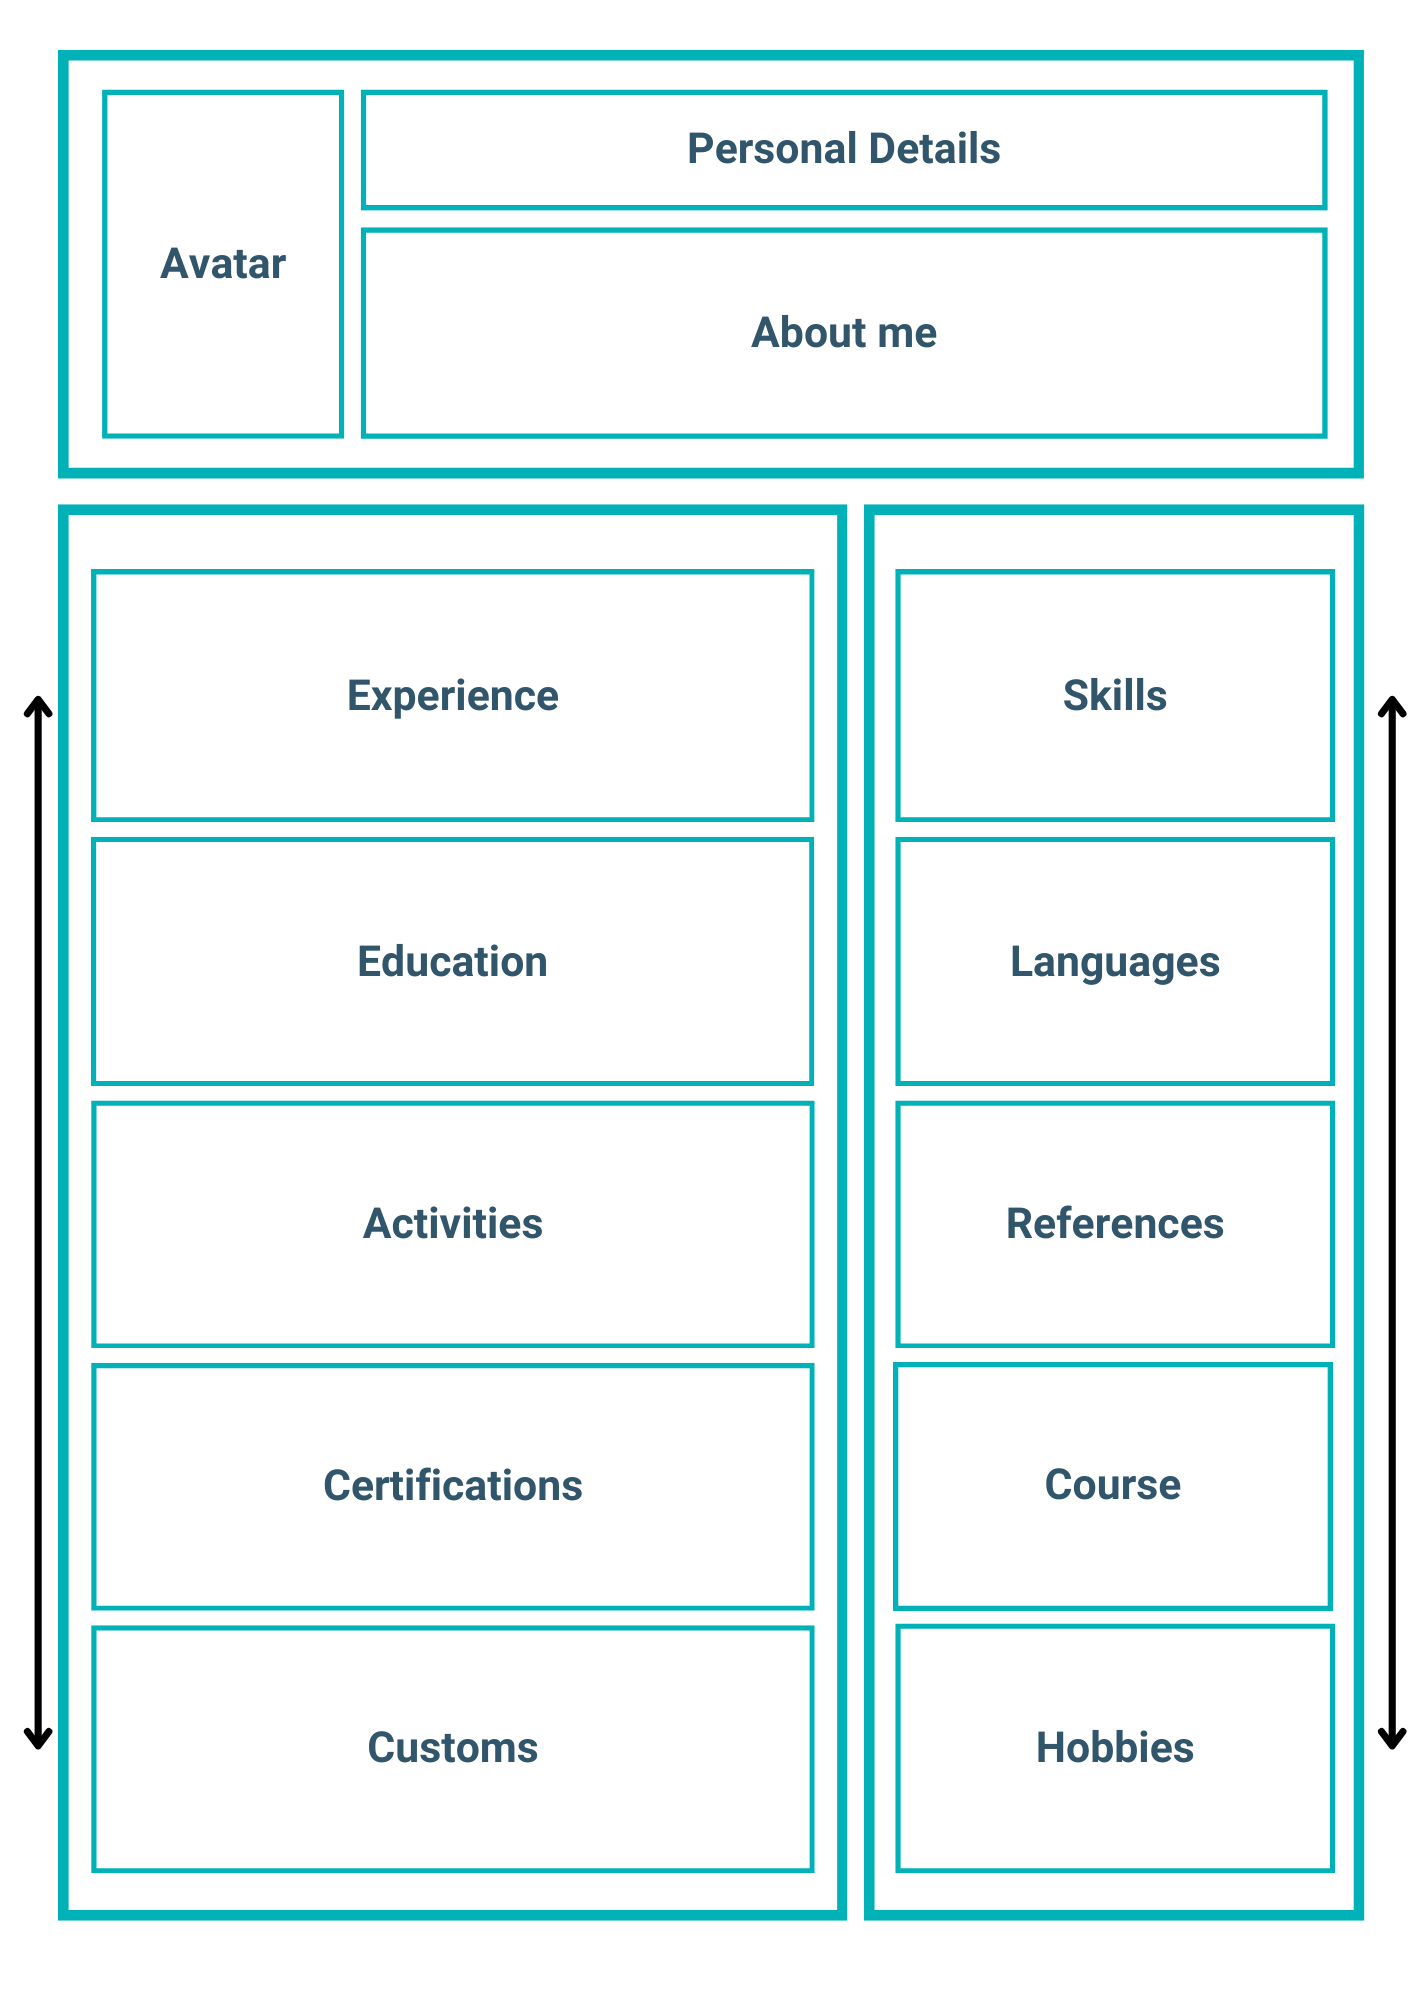 Avatar
Personal Details
About me
Experience
Education
Activities
Certifications
Customs
Skills
Languages
References
Course
Hobbies